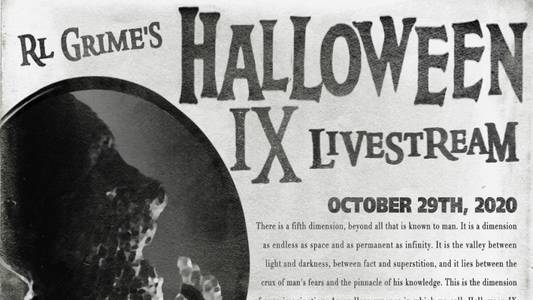 RL GRIME'S
HALLOWEEN
IX LIVESTREAM
OCTOBER 29TH, 2020
There is a fifth dimension, beyond all that is known to man. It is a dimension
as endless as space and as permanent as infinity. It is the valley between
light and darkness, between fact and superstition, and it lies between the
crux of man's fears and the pinnacle of his knowledge. This is the dimension